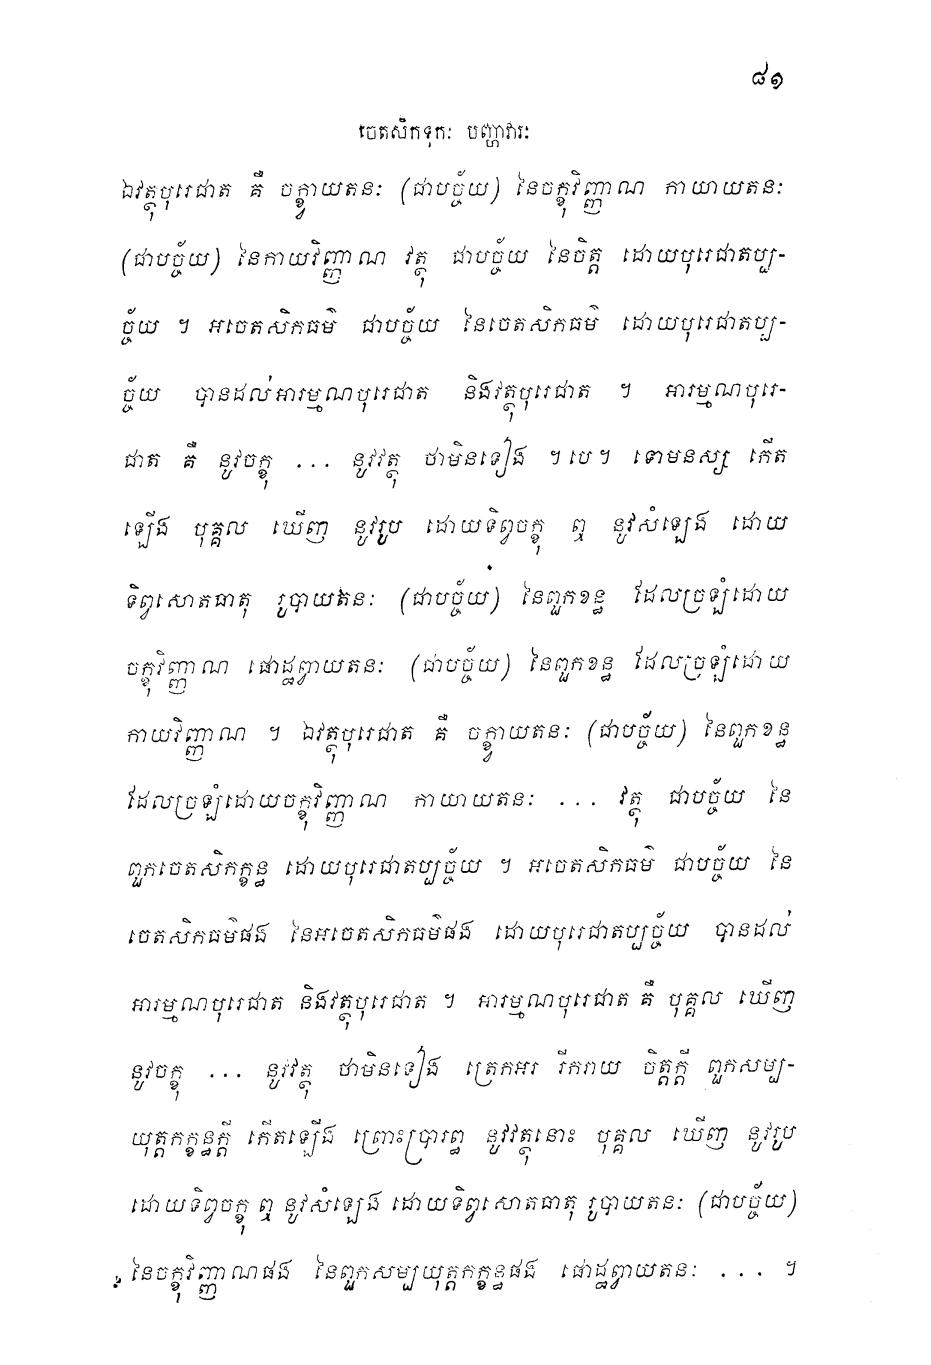 ៨១
ចេតសិកទុកៈ បញ្ហាវារៈ
ឯវត្ថុបុរេជាត គឺ ចក្ខ្វាយតនៈ (ជាបច្ច័យ) នៃចក្ខុវិញ្ញាណ កាយាយតនៈ
(ជាបច្ច័យ) នៃកាយវិញ្ញាណ វត្ថុ ជាបច្ច័យ នៃចិត្ត ដោយបុរេជាតប្ប-
ច្ច័យ ។ អចេតសិកធម៌ ជាបច្ច័យ នៃចេតសិកធម៌ ដោយបុរេជាតប្ប-
ច្ច័យ បានដល់អារម្មណបុរេជាត និងវត្ថុបុរេជាត ។ អារម្មណបុរេ-
ជាត គឺ នូវចក្ខុ ... នូវវត្ថុ ថាមិនទៀង ។បេ។ ទោមនស្ស កើត
ឡើង បុគ្គល ឃើញ នូវរូប ដោយទិព្វចក្ខុ ឮ នូវសំឡេង ដោយ
ទិព្វសោតធាតុ រូបាយតនៈ (ជាបច្ច័យ) នៃពួកខន្ធ ដែលច្រឡំដោយ
ចក្ខុវិញ្ញាណ ផោដ្ឋព្វាយតនៈ (ជាបច្ច័យ) នៃពួកខន្ធ ដែលច្រឡំដោយ
កាយវិញ្ញាណ ។ ឯវត្ថុបុរេជាត គឺ ចក្ខ្វាយតនៈ (ជាបច្ច័យ) នៃពួកខន្ធ
ដែលច្រឡំដោយចក្ខុវិញ្ញាណ កាយាយតនៈ ... វត្ថុ ជាបច្ច័យ នៃ
ពួកចេតសិកក្ខន្ធ ដោយបុរេជាតប្បច្ច័យ ។ អចេតសិកធម៌ ជាបច្ច័យ នៃ
ចេតសិកធម៌ផង នៃអចេតសិកធម៌ផង ដោយបុរេជាតប្បច្ច័យ បានដល់
អារម្មណបុរេជាត និងវត្ថុបុរេជាត ។ អារម្មណបុរេជាត គឺ បុគ្គល ឃើញ
នូវចក្ខុ ... នូវវត្ថុ ថាមិនទៀង ត្រេកអរ រីករាយ ចិត្តក្ដី ពួកសម្ប-
យុត្តកក្ខន្ធក្ដី កើតឡើង ព្រោះប្រារព្ធ នូវវត្ថុនោះ បុគ្គល ឃើញ នូវរូប
ដោយទិព្វចក្ខុ ឮ នូវសំឡេង ដោយទិព្វសោតធាតុ រូបាយតនៈ (ជាបច្ច័យ)
នៃចក្ខុវិញ្ញាណផង នៃពួកសម្បយុត្តកក្ខន្ធផង ផោដ្ឋព្វាយតនៈ ... ។